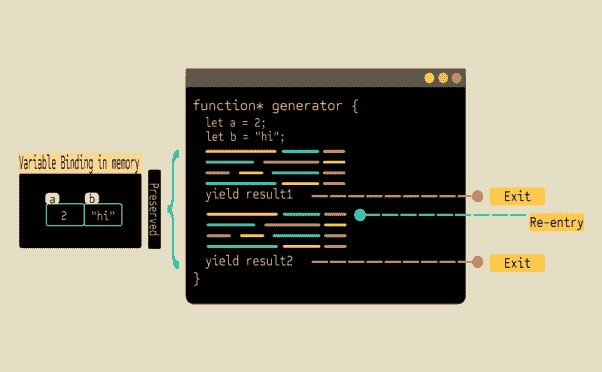 function* generator {
let a = 2;
let b = "hi";
yield result1
yield result2
}
Variable Binding in memory
a b
2 "hi"
Preserved
Exit
Re-entry
Exit